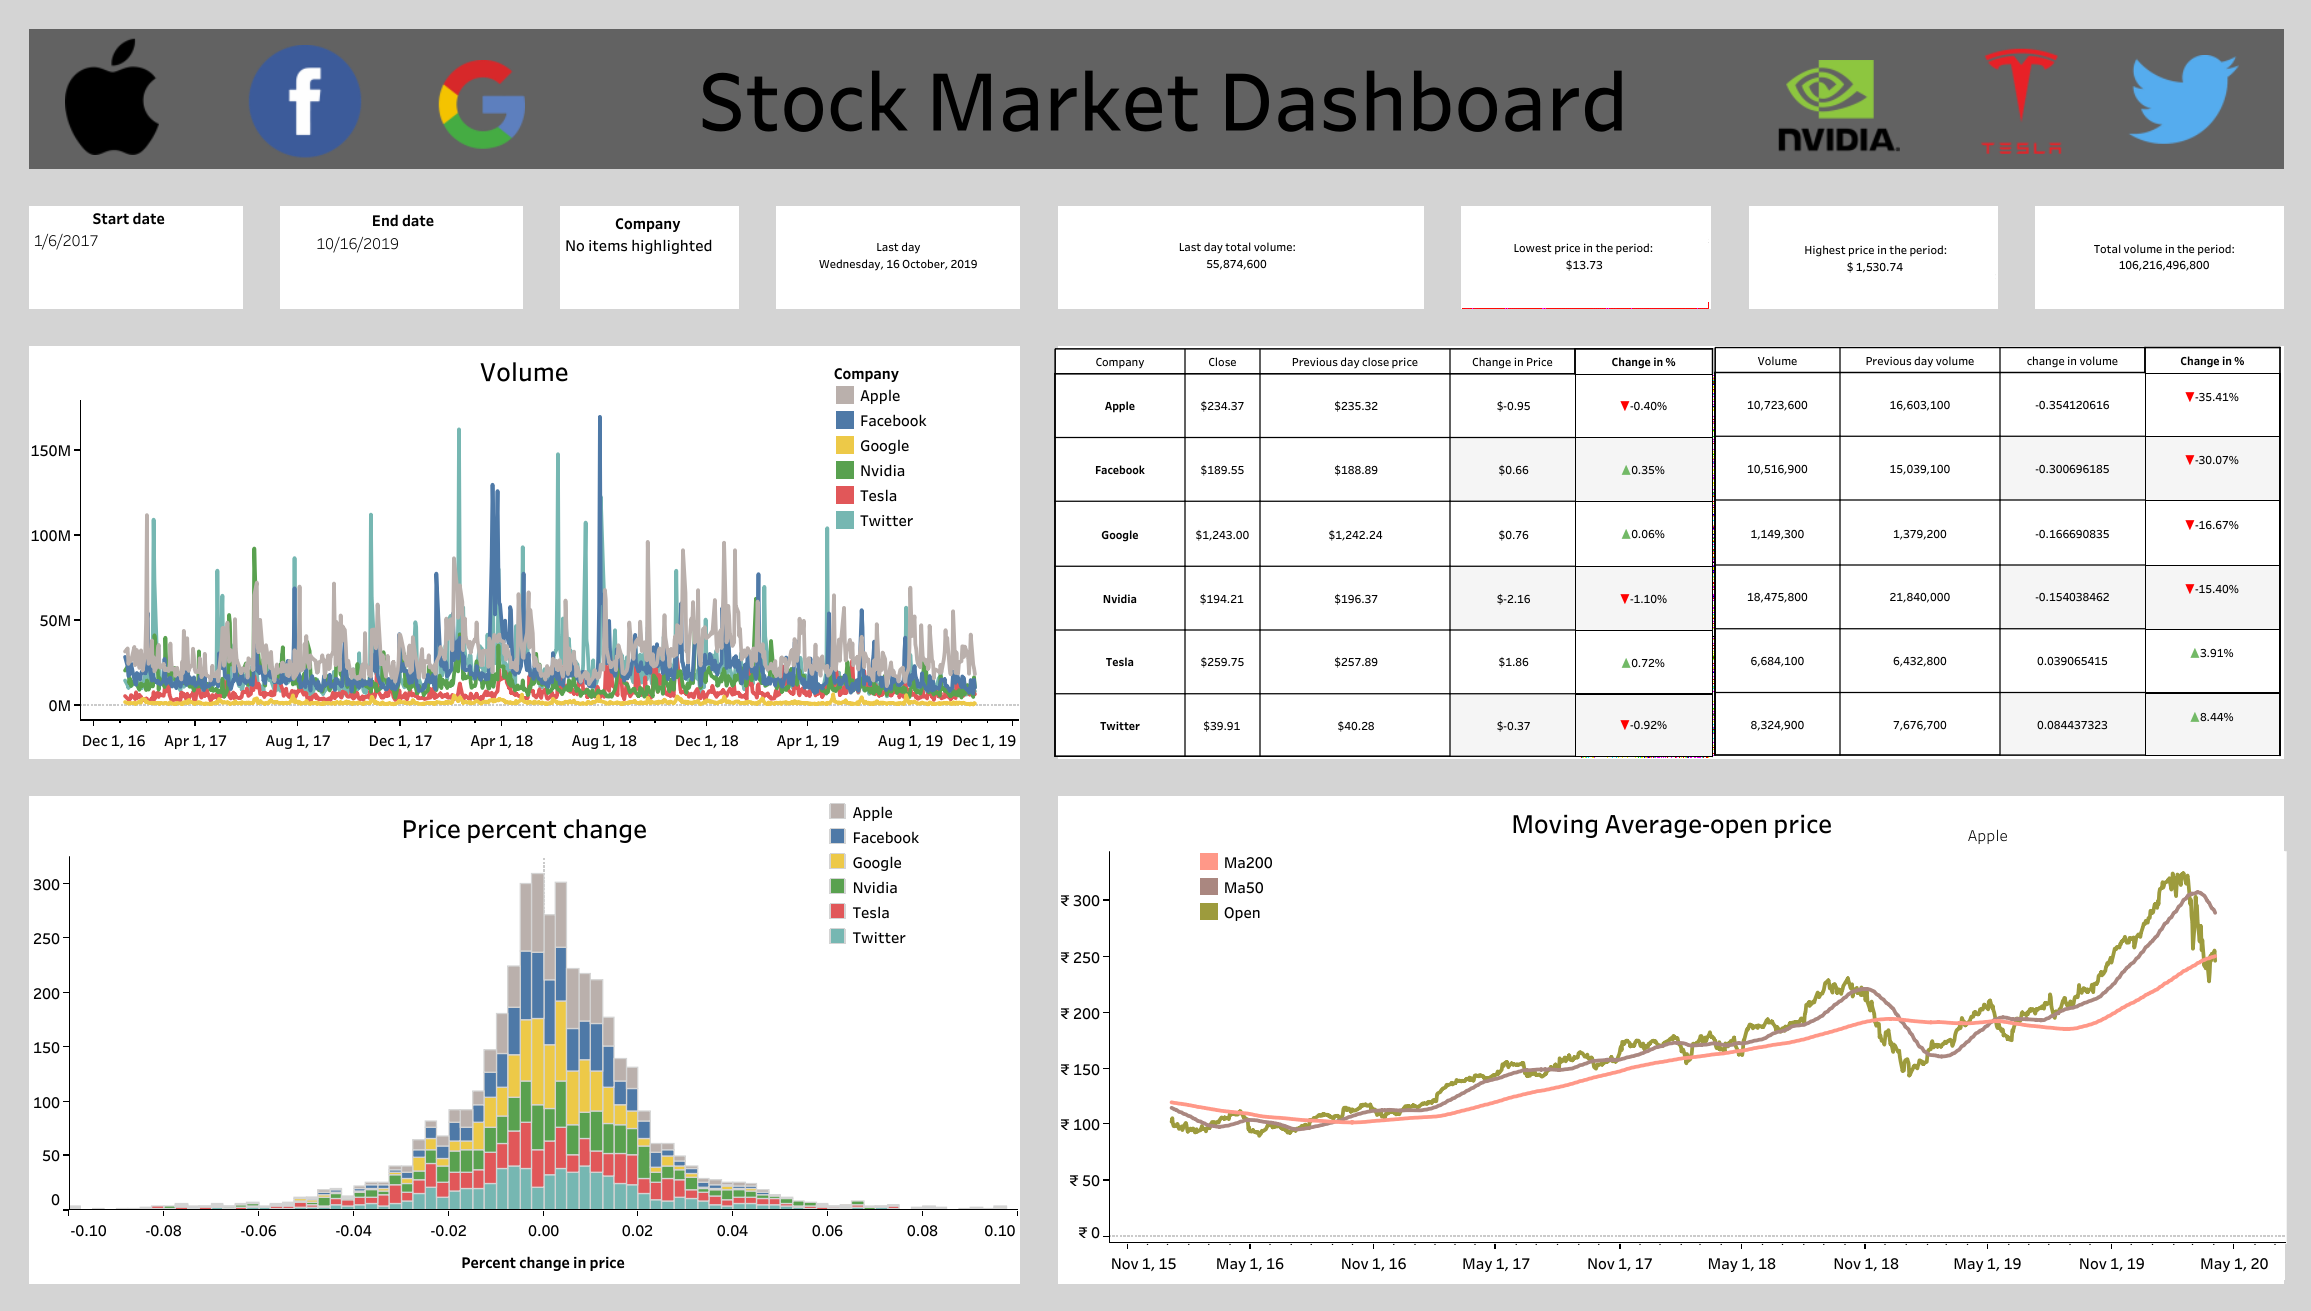 Stock Market Dashboard
NVIDIA.
TESLA
Start date
1/6/2017
End date
10/16/2019
Company
No items highlighted
Last day
Wednesday, 16 October, 2019
Last day total volume:
55,874,600
Lowest price in the period:
$13.73
Highest price in the period:
$ 1,530.74
Total volume in the period:
106,216,496,800
Volume
Company
Apple
Facebook
Google
Nvidia
Tesla
Twitter
150M
100M
50M
0M
Dec 1, 16 Apr 1, 17 Aug 1, 17 Dec 1, 17 Apr 1, 18 Aug 1, 18 Dec 1, 18 Apr 1, 19 Aug 1, 19 Dec 1, 19
Company Close Previous day close price Change in Price Change in % Volume Previous day volume change in volume Change in %
Apple $234.37 $235.32 $-0.95 ▼-0.40% 10,723,600 16,603,100 -0.354120616 ▼-35.41%
Facebook $189.55 $188.89 $0.66 ▲0.35% 10,516,900 15,039,100 -0.300696185 ▼-30.07%
Google $1,243.00 $1,242.24 $0.76 ▲0.06% 1,149,300 1,379,200 -0.166690835 ▼-16.67%
Nvidia $194.21 $196.37 $-2.16 ▼-1.10% 18,475,800 21,840,000 -0.154038462 ▼-15.40%
Tesla $259.75 $257.89 $1.86 ▲0.72% 6,684,100 6,432,800 0.039065415 ▲3.91%
Twitter $39.91 $40.28 $-0.37 ▼-0.92% 8,324,900 7,676,700 0.084437323 ▲8.44%
Price percent change
Apple
Facebook
Google
Nvidia
Tesla
Twitter
300
250
200
150
100
50
0
-0.10 -0.08 -0.06 -0.04 -0.02 0.00 0.02 0.04 0.06 0.08 0.10
Percent change in price
Moving Average-open price
Apple
Ma200
Ma50
Open
₹ 300
₹ 250
₹ 200
₹ 150
₹ 100
₹ 50
₹ 0
Nov 1, 15 May 1, 16 Nov 1, 16 May 1, 17 Nov 1, 17 May 1, 18 Nov 1, 18 May 1, 19 Nov 1, 19 May 1, 20